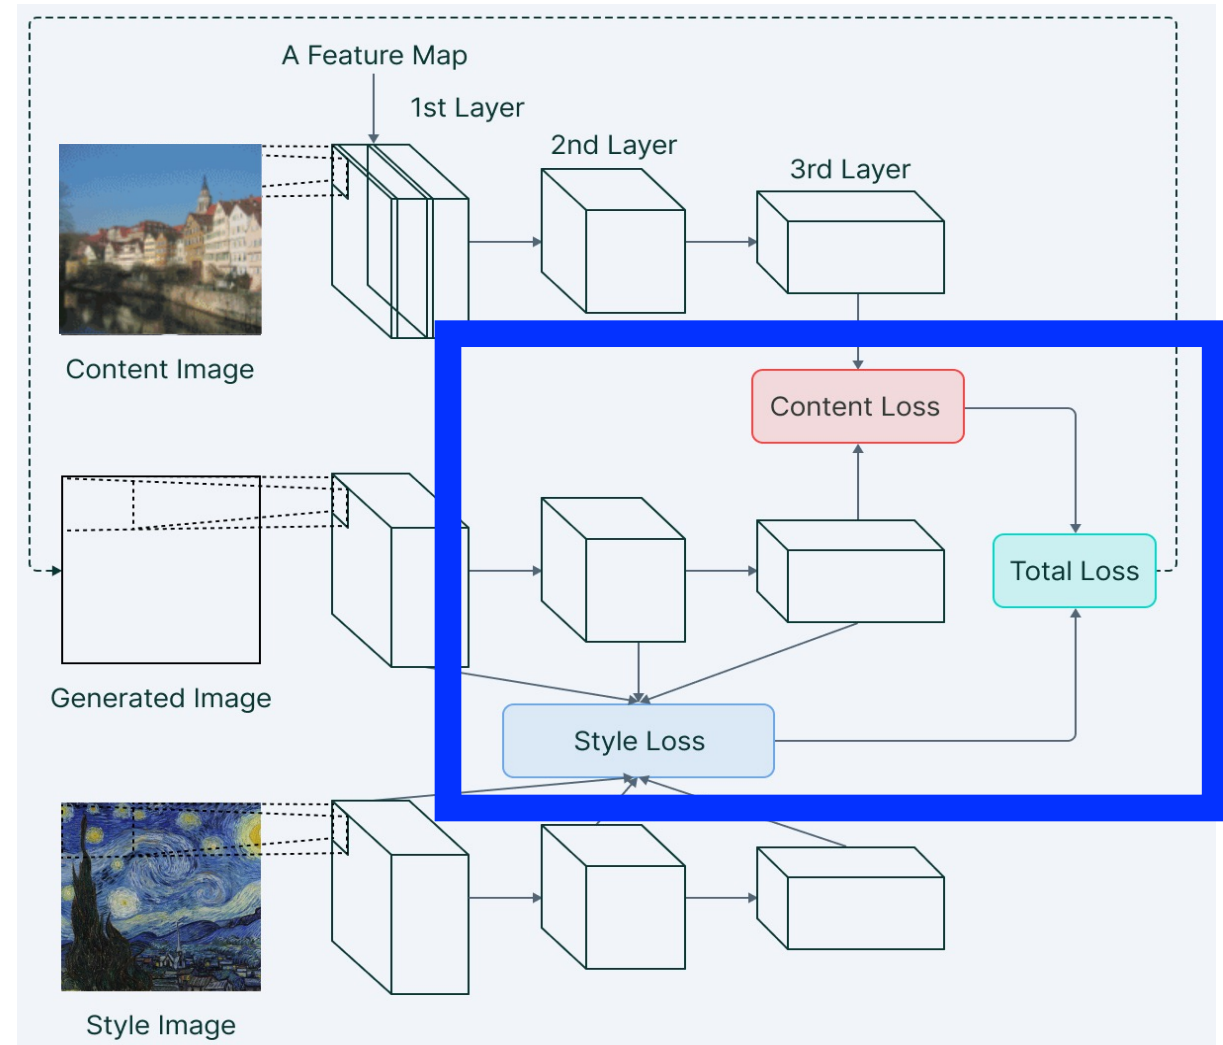 A Feature Map
1st Layer
2nd Layer
3rd Layer
Content Image
Content Loss
Total Loss
Generated Image
Style Loss
Style Image